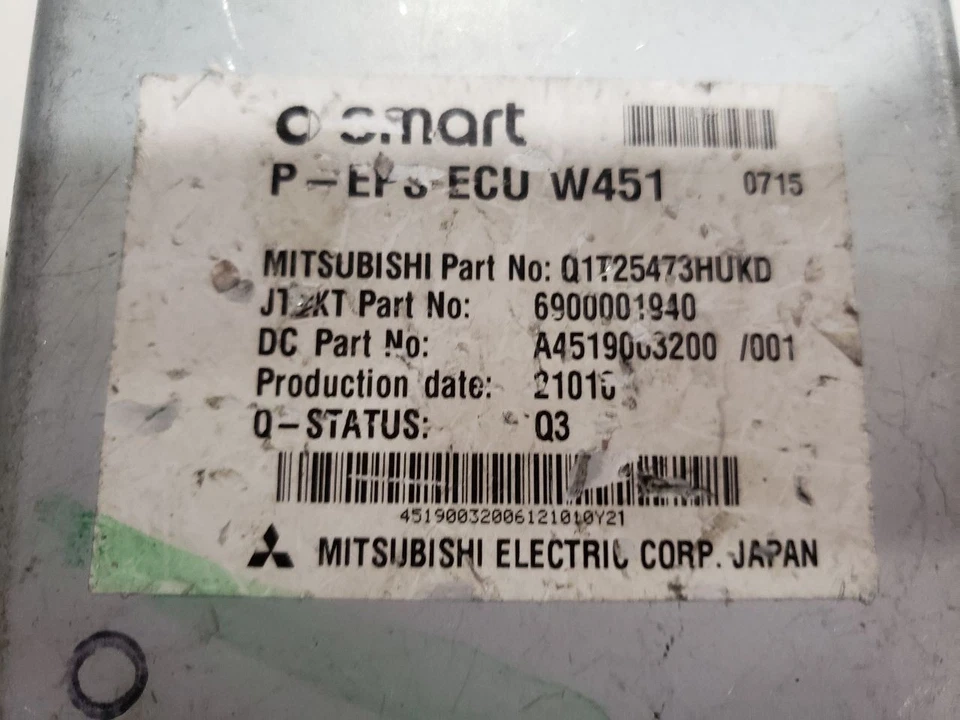 smart
P-EPS-ECU W451 0715
MITSUBISHI Part No: Q1T25473HUKD
Part No: 6900001940
DC Part No: A4519003200 /001
Production date:
Q-STATUS: Q3
45190032006121010Y21
MITSUBISHI ELECTRIC CORP. JAPAN